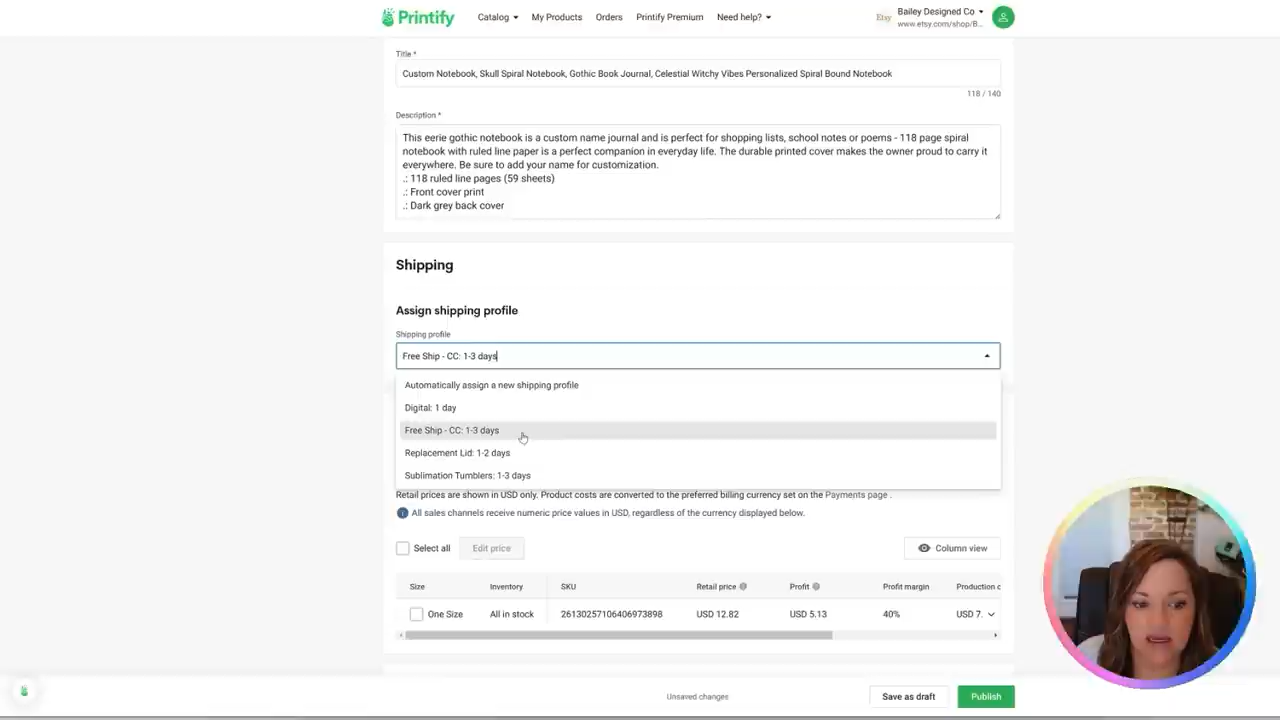 Printify Catalog My Products Orders Printify Premium Need help? Etsy Bailey Designed Co
www.etsy.com/shop/B...
Title *
Custom Notebook, Skull Spiral Notebook, Gothic Book Journal, Celestial Witchy Vibes Personalized Spiral Bound Notebook
118 / 140
Description *
This eerie gothic notebook is a custom name journal and is perfect for shopping lists, school notes or poems - 118 page spiral
notebook with ruled line paper is a perfect companion in everyday life. The durable printed cover makes the owner proud to carry it
everywhere. Be sure to add your name for customization.
.: 118 ruled line pages (59 sheets)
.: Front cover print
.: Dark grey back cover
Shipping
Assign shipping profile
Shipping profile
Free Ship - CC: 1-3 days
Automatically assign a new shipping profile
Digital: 1 day
Free Ship - CC: 1-3 days
Replacement Lid: 1-2 days
Sublimation Tumblers: 1-3 days
Retail prices are shown in USD only. Product costs are converted to the preferred billing currency set on the Payments page .
All sales channels receive numeric price values in USD, regardless of the currency displayed below.
Select all Edit price Column view
Size Inventory SKU Retail price Profit Profit margin Production c
One Size All in stock 26130257106406973898 USD 12.82 USD 5.13 40% USD 7.
Unsaved changes Save as draft Publish